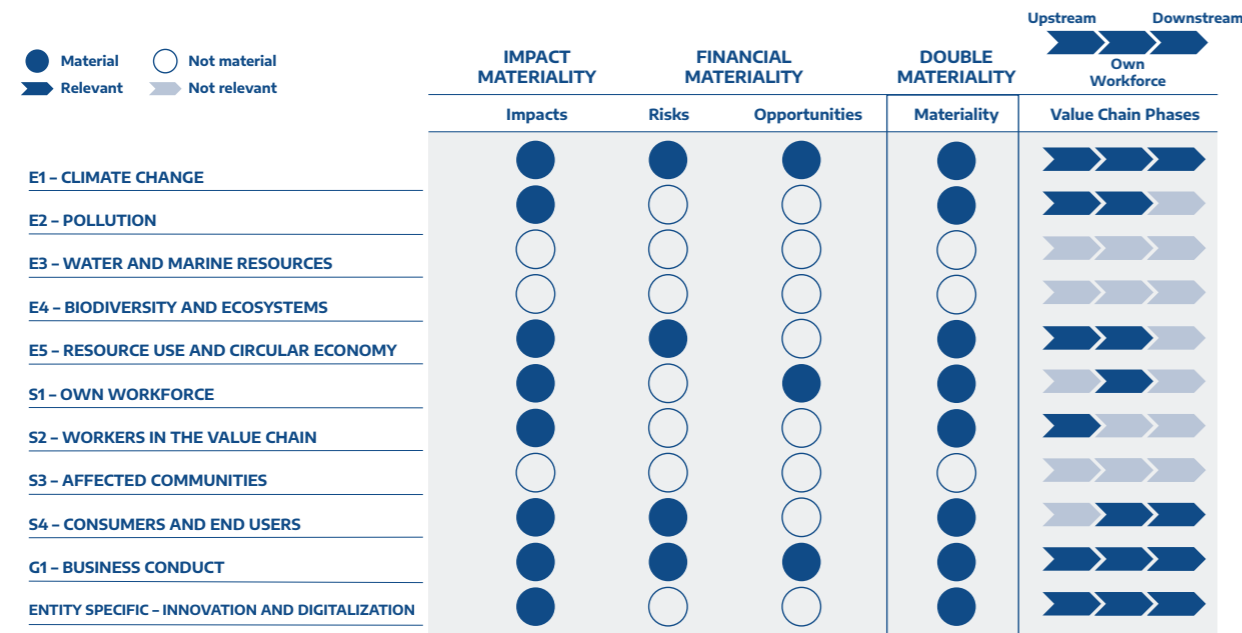 Upstream Downstream
Own
Workforce
Material Not material
Relevant Not relevant
IMPACT
MATERIALITY
FINANCIAL
MATERIALITY
DOUBLE
MATERIALITY
Impacts Risks Opportunities Materiality Value Chain Phases
E1 – CLIMATE CHANGE
E2 – POLLUTION
E3 – WATER AND MARINE RESOURCES
E4 – BIODIVERSITY AND ECOSYSTEMS
E5 – RESOURCE USE AND CIRCULAR ECONOMY
S1 – OWN WORKFORCE
S2 – WORKERS IN THE VALUE CHAIN
S3 – AFFECTED COMMUNITIES
S4 – CONSUMERS AND END USERS
G1 – BUSINESS CONDUCT
ENTITY SPECIFIC – INNOVATION AND DIGITALIZATION